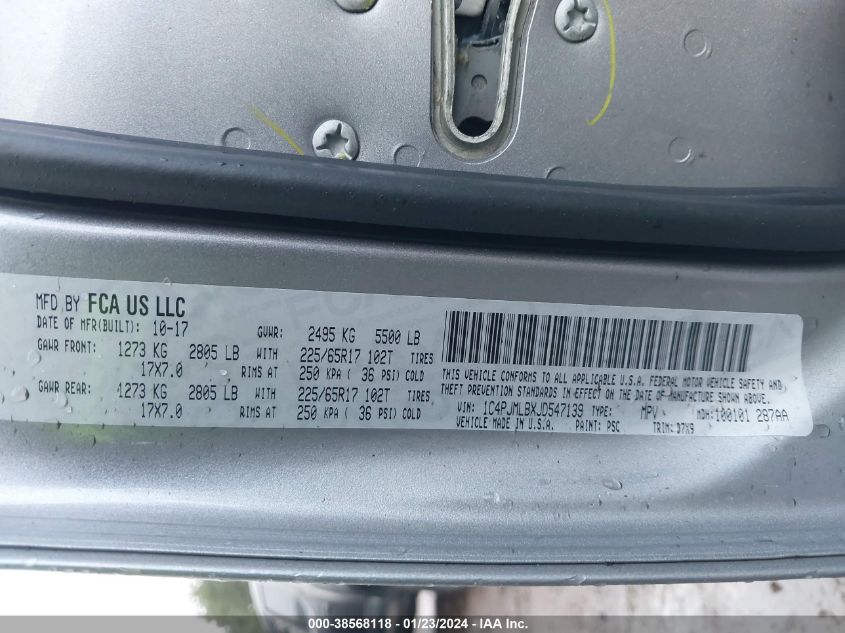 MFD BY FCA US LLC
DATE OF MFR(BUILT): 10-17 GVWR: 2495 KG 5500 LB
GAWR FRONT: 1273 KG 2805 LB WITH 225/65R17 102T TIRES
17X7.0 RIMS AT 250 KPA ( 36 PSI) COLD
GAWR REAR: 1273 KG 2805 LB WITH 225/65R17 102T TIRES
17X7.0 RIMS AT 250 KPA ( 36 PSI) COLD
THIS VEHICLE CONFORMS TO ALL APPLICABLE U.S.A. FEDERAL MOTOR VEHICLE SAFETY AND
THEFT PREVENTION STANDARDS IN EFFECT ON THE DATE OF MANUFACTURE SHOWN ABOVE.
VIN: 1C4PJMLBXJD547139 TYPE: MPV MDH: 100101 287AA
VEHICLE MADE IN U.S.A. PAINT: PSC TRIM: D7X9
000-38568118 - 01/23/2024 - IAA Inc.